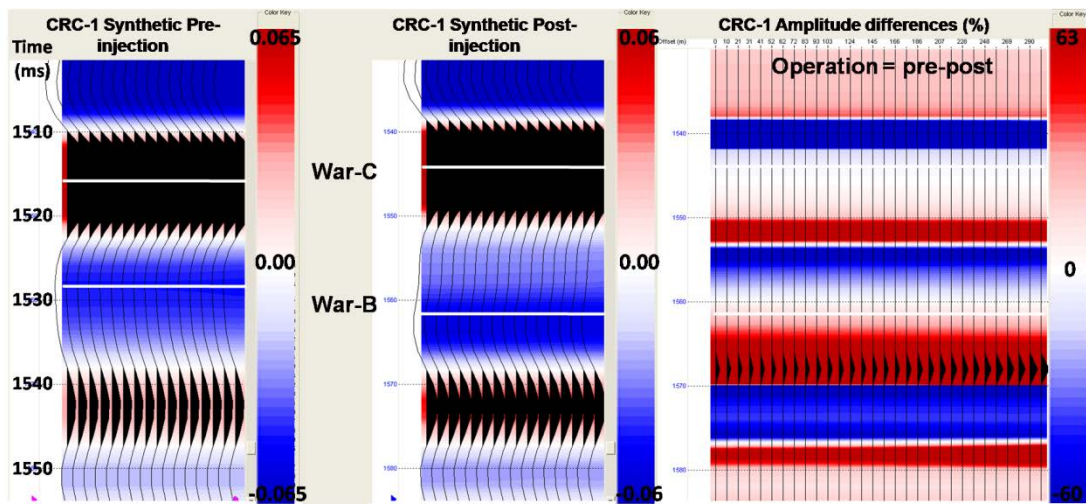 CRC-1 Synthetic Pre-
injection
Time
(ms)
1510
1520
1530
1540
1550
Color Key
0.065
0.00
-0.065
CRC-1 Synthetic Post-
injection
War-C
War-B
1540
1550
1560
1570
1580
Color Key
0.06
0.00
-0.06
CRC-1 Amplitude differences (%)
Offset (m) 0 10 21 31 41 52 62 72 83 93 103 124 145 166 186 207 228 248 269 290
Operation = pre-post
1540
1550
1560
1570
1580
Color Key
63
0
-60